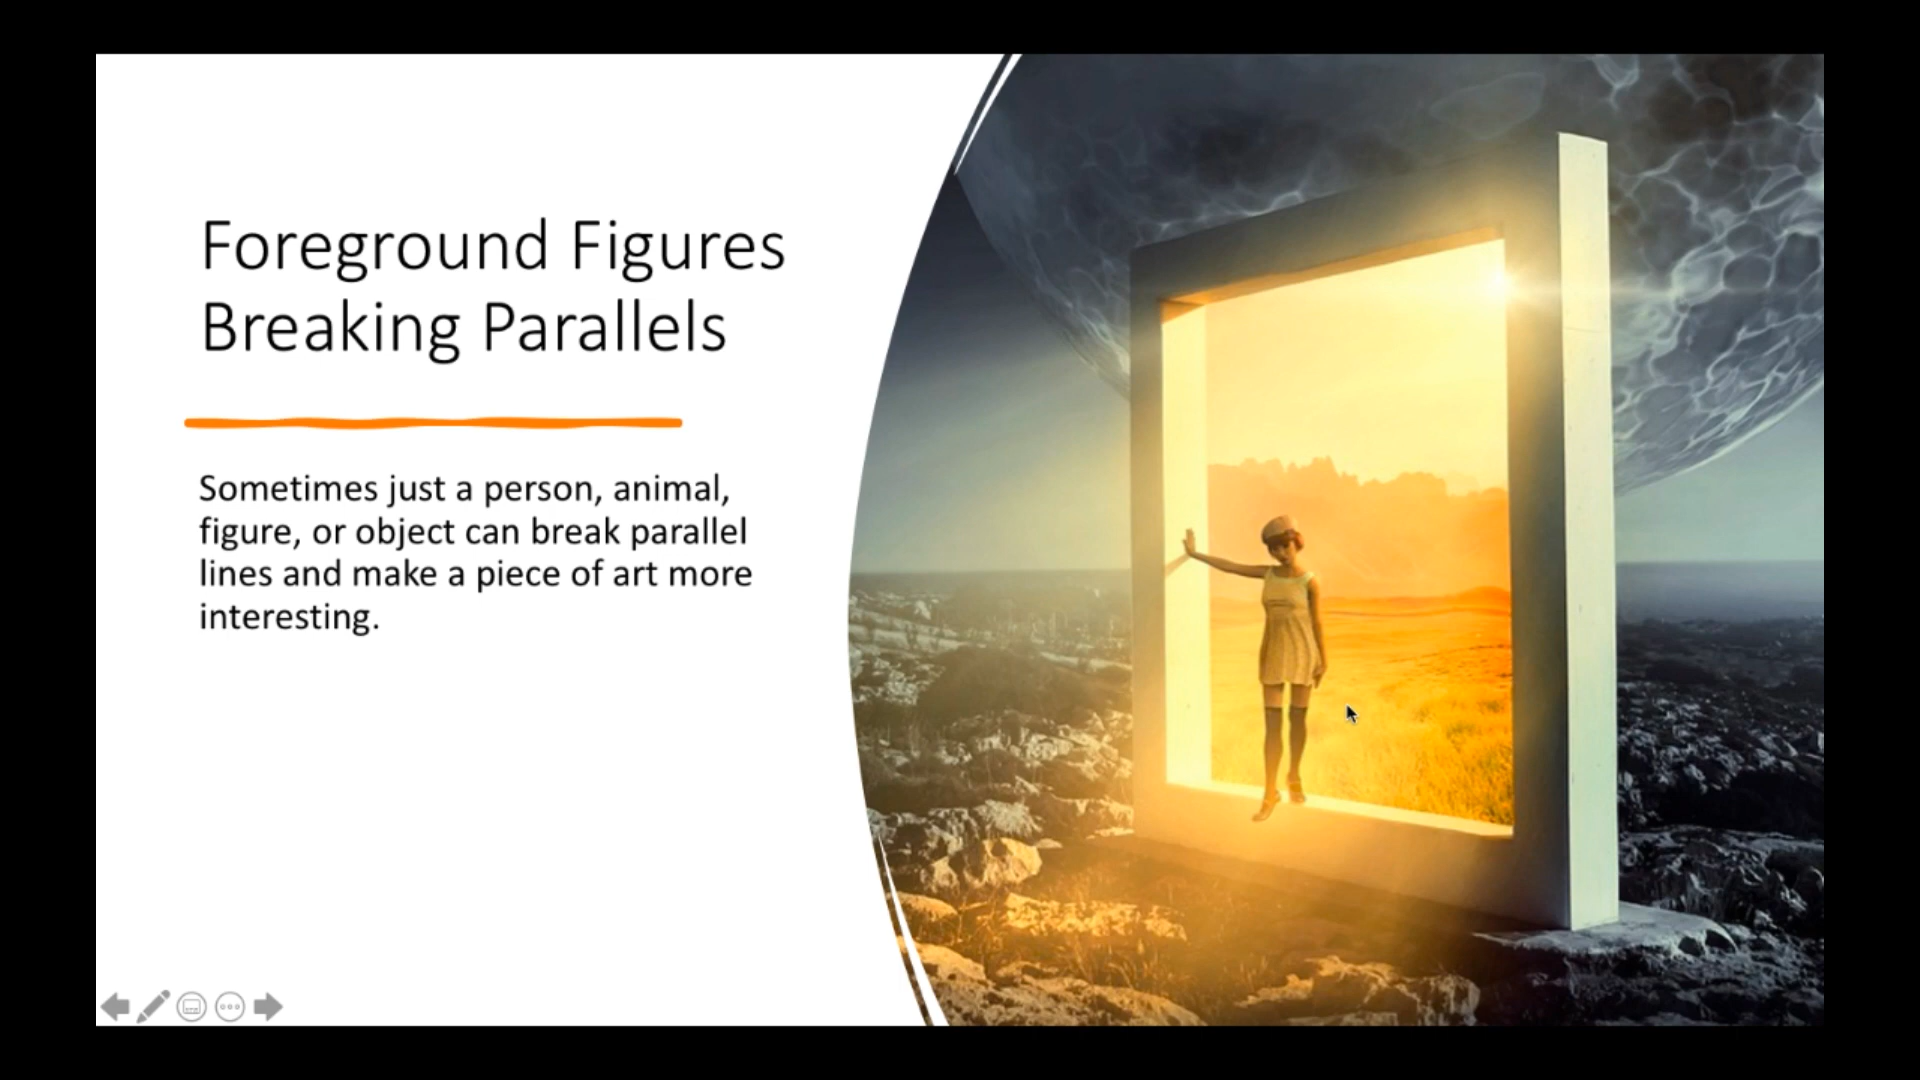 Foreground Figures
Breaking Parallels
Sometimes just a person, animal,
figure, or object can break parallel
lines and make a piece of art more
interesting.